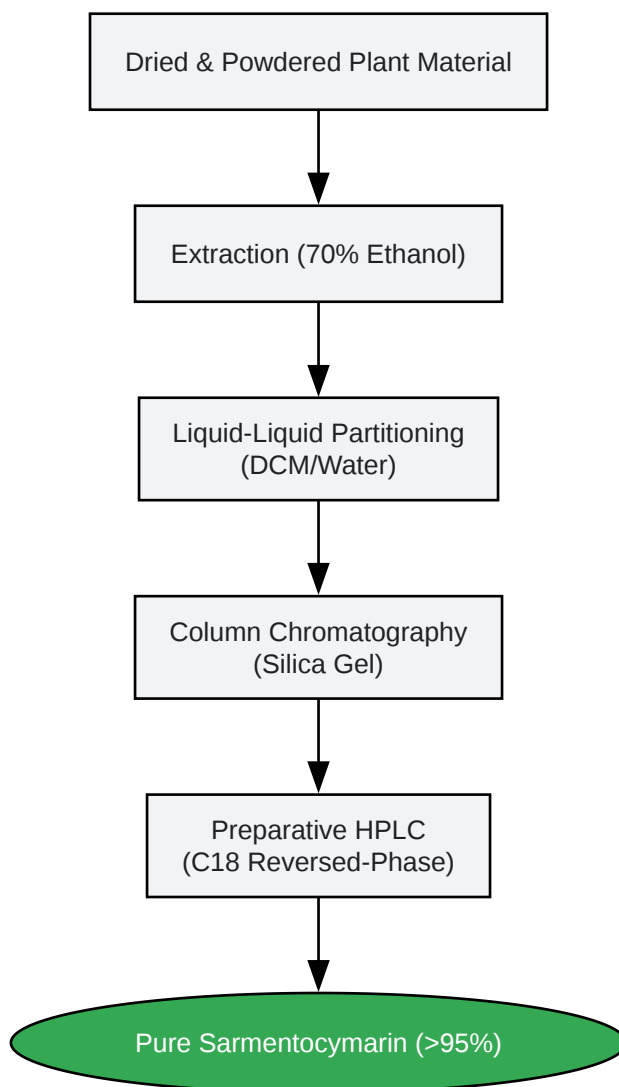 Dried & Powdered Plant Material
Extraction (70% Ethanol)
Liquid-Liquid Partitioning
(DCM/Water)
Column Chromatography
(Silica Gel)
Preparative HPLC
(C18 Reversed-Phase)
Pure Sarmentocymarin (>95%)